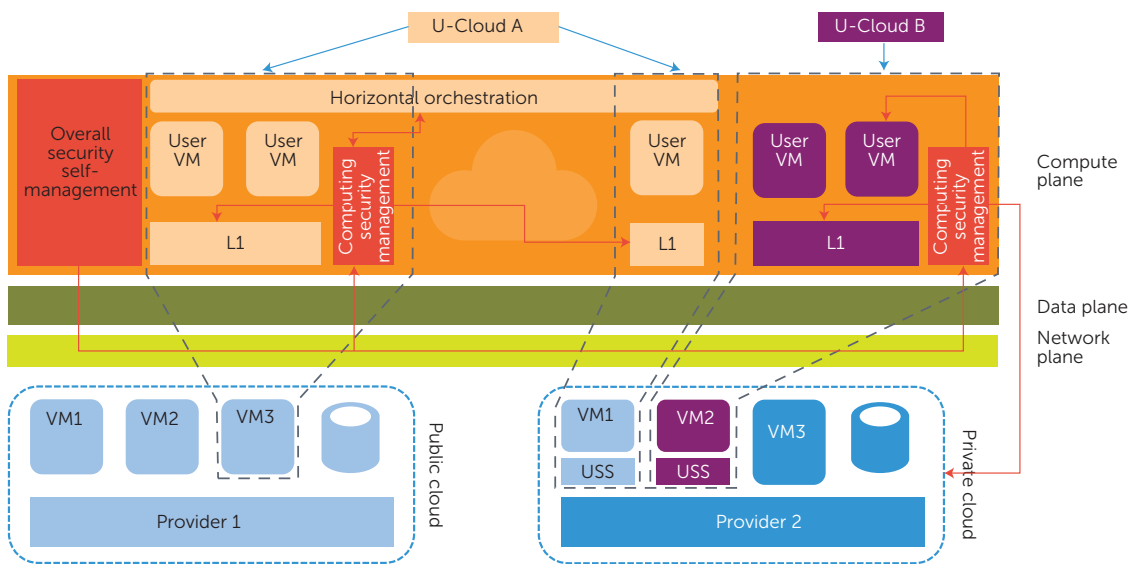 U-Cloud A
U-Cloud B
Horizontal orchestration
Overall
security
self-
management
User
VM
User
VM
Computing
security
management
L1
User
VM
L1
User
VM
User
VM
Computing
security
management
L1
Compute
plane
Data plane
Network
plane
VM1
VM2
VM3
Provider 1
Public cloud
VM1
USS
VM2
USS
VM3
Provider 2
Private cloud